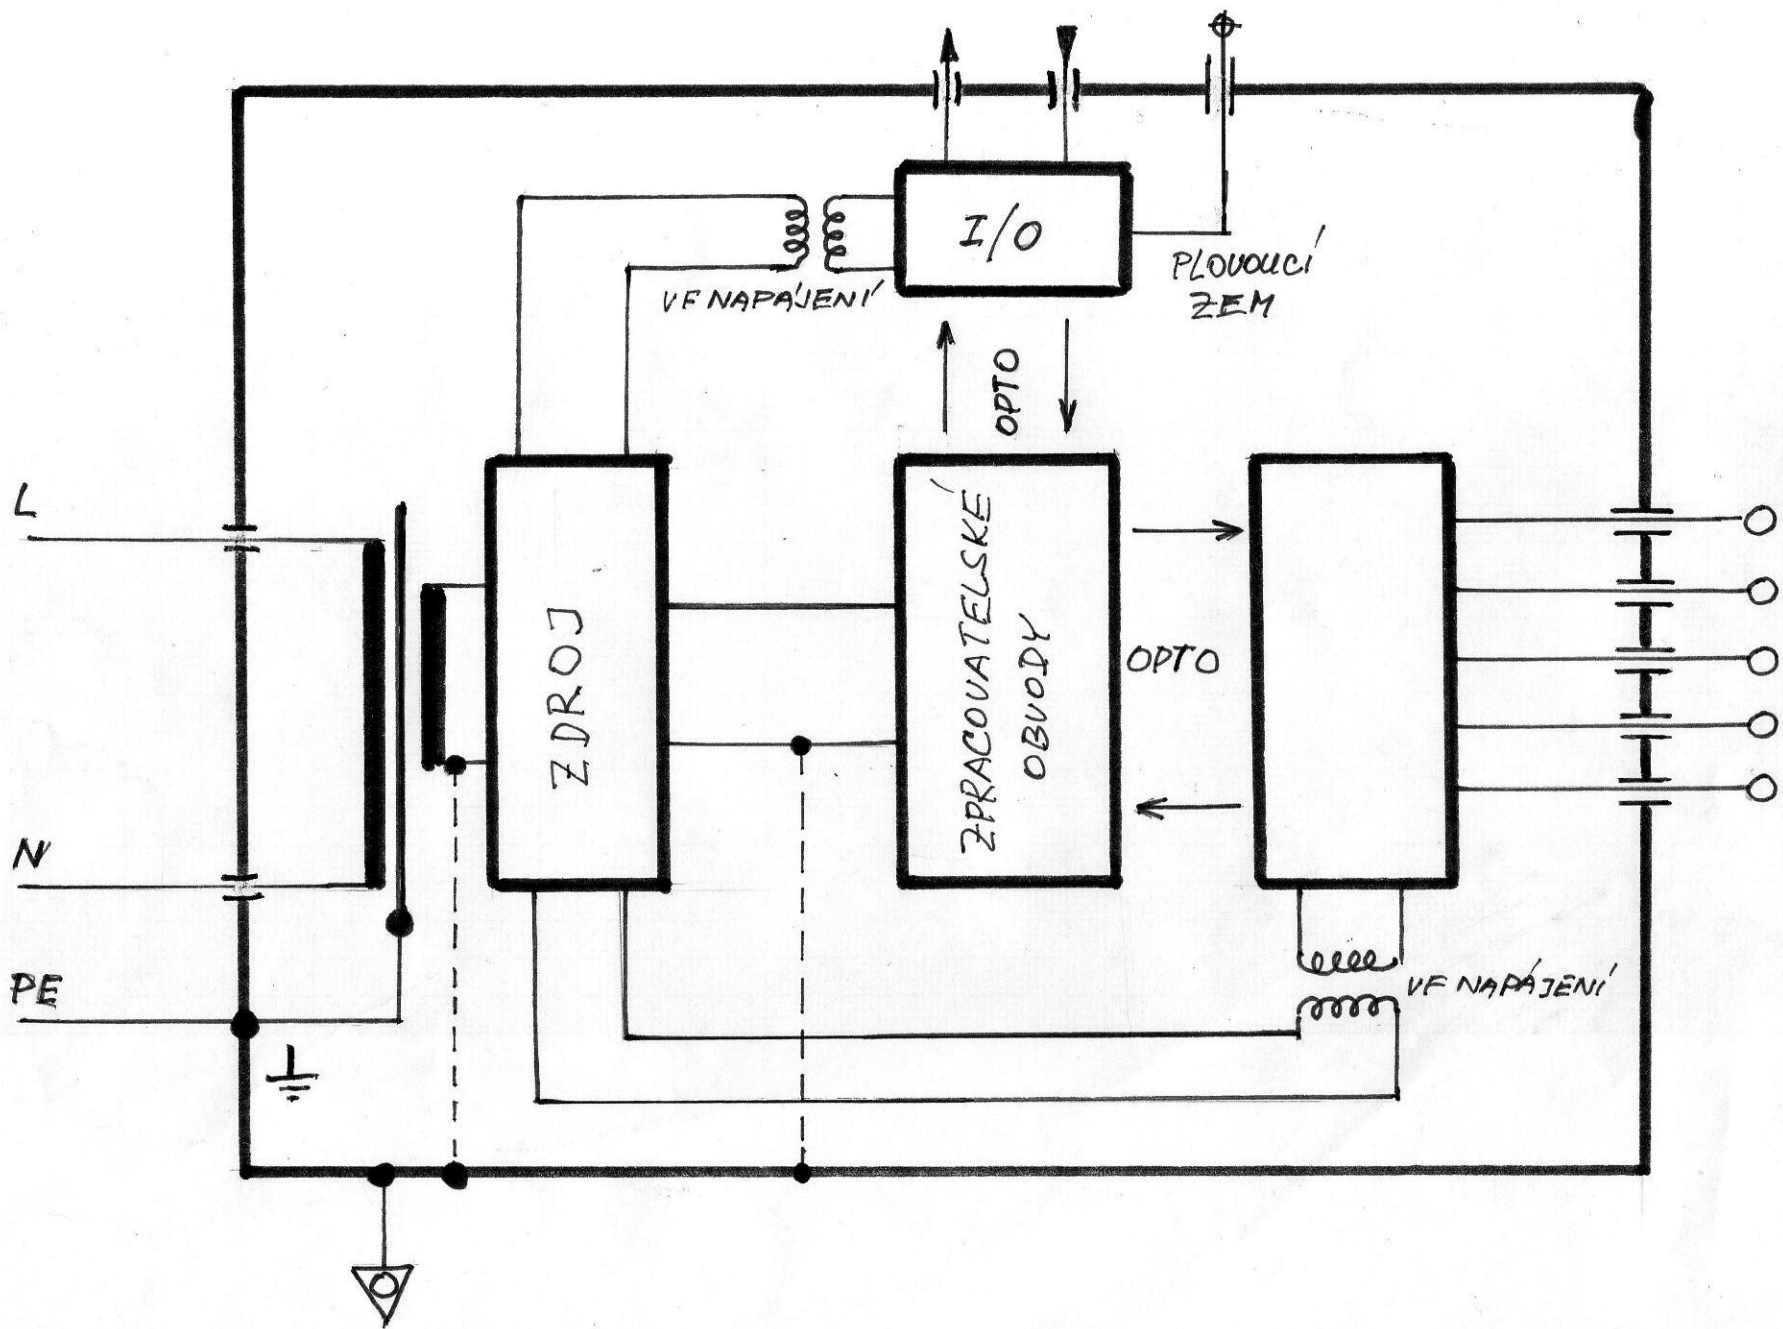 I/O
PLOVOUCÍ
ZEM
VF NAPÁJENÍ
OPTO
L
N
PE
ZDROJ
ZPRACOVATELSKÉ
OBVODY
OPTO
VF NAPÁJENÍ